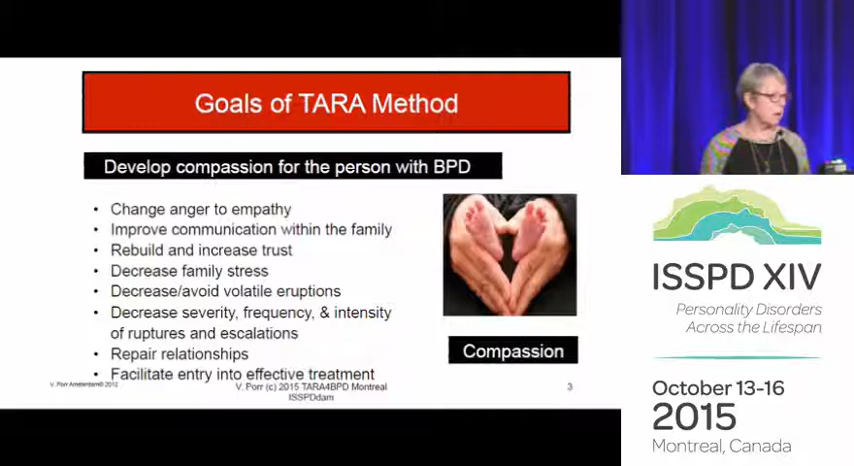 Goals of TARA Method
Develop compassion for the person with BPD
• Change anger to empathy
• Improve communication within the family
• Rebuild and increase trust
• Decrease family stress
• Decrease/avoid volatile eruptions
• Decrease severity, frequency, & intensity
of ruptures and escalations
• Repair relationships
• Facilitate entry into effective treatment
Compassion
V. Porr Amsterdam© 2012
V. Porr (c) 2015 TARA4BPD Montreal
ISSPDdam
3
ISSPD XIV
Personality Disorders
Across the Lifespan
October 13-16
2015
Montreal, Canada